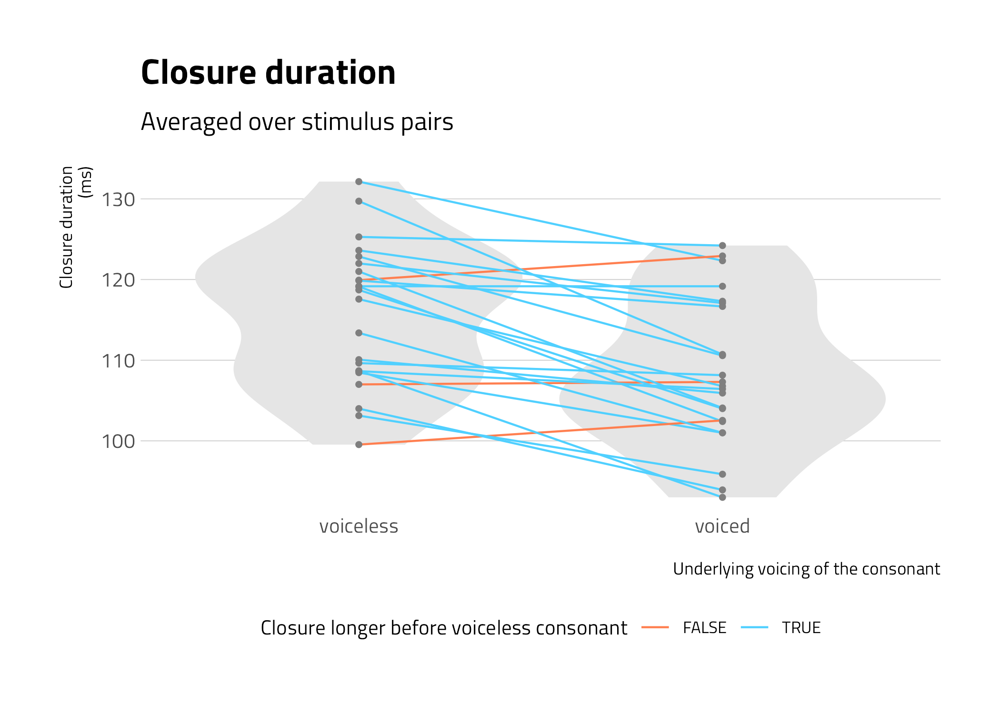 Closure duration
Averaged over stimulus pairs
Closure duration
(ms)
130
120
110
100
voiceless
voiced
Underlying voicing of the consonant
Closure longer before voiceless consonant FALSE TRUE